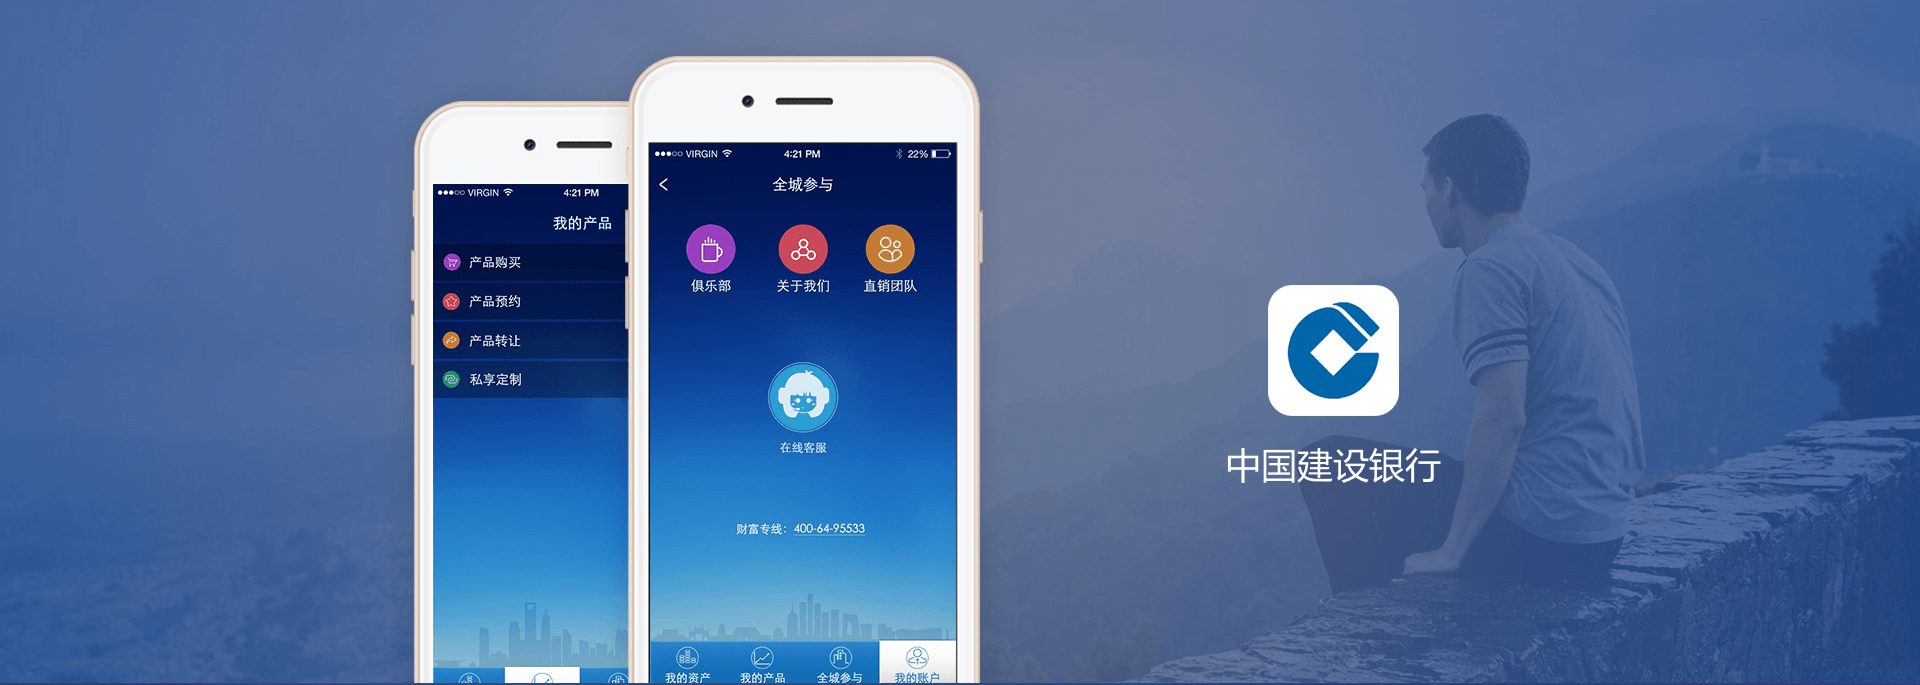 VIRGIN 4:21 PM
我的产品
产品购买
产品预约
产品转让
私享定制
VIRGIN 4:21 PM 22%
全城参与
俱乐部 关于我们 直销团队
在线客服
财富专线: 400-64-95533
我的资产 我的产品 全城参与 我的账户
中国建设银行